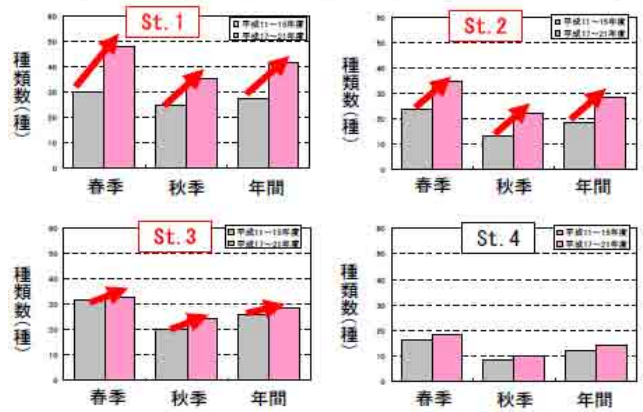 St.1
平成11～15年度
平成17～21年度
種類数(種)
60
50
40
30
20
10
0
春季
秋季
年間
St.2
平成11～15年度
平成17～21年度
種類数(種)
60
50
40
30
20
10
0
春季
秋季
年間
St.3
平成11～15年度
平成17～21年度
種類数(種)
60
50
40
30
20
10
0
春季
秋季
年間
St.4
平成11～15年度
平成17～21年度
種類数(種)
60
50
40
30
20
10
0
春季
秋季
年間